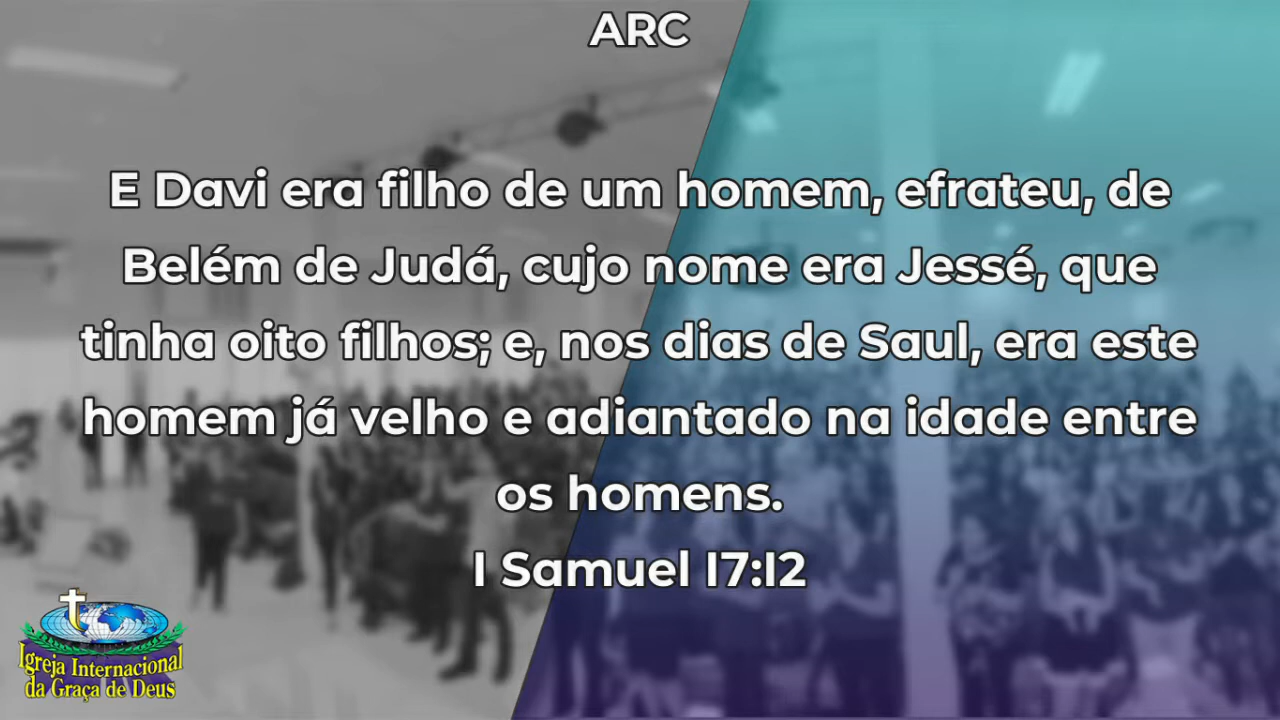 ARC
E Davi era filho de um homem, efrateu, de
Belém de Judá, cujo nome era Jessé, que
tinha oito filhos; e, nos dias de Saul, era este
homem já velho e adiantado na idade entre
os homens.
I Samuel 17:12
Igreja Internacional
da Graça de Deus